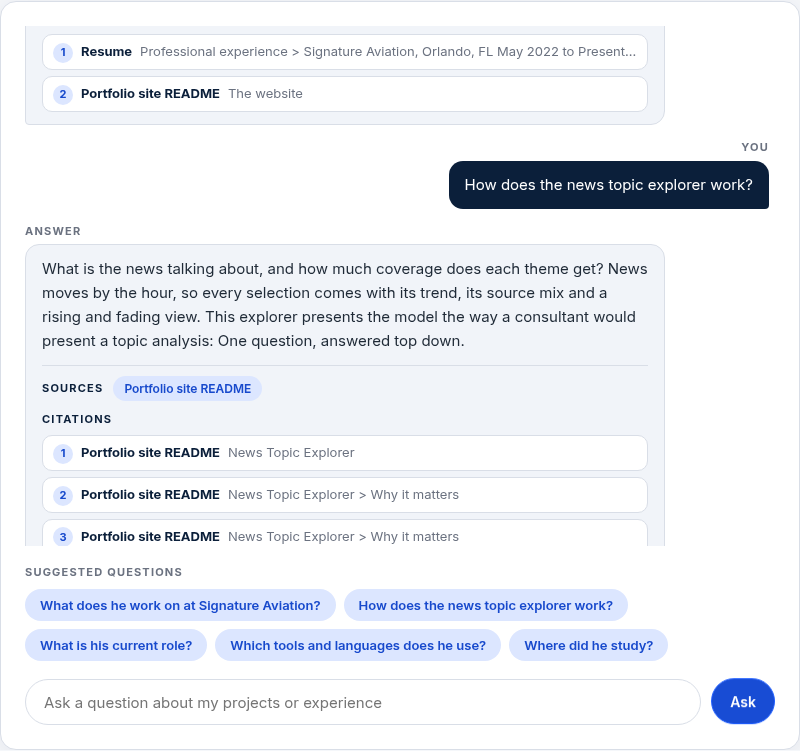 1 Resume Professional experience > Signature Aviation, Orlando, FL May 2022 to Present...
2 Portfolio site README The website
YOU
How does the news topic explorer work?
ANSWER
What is the news talking about, and how much coverage does each theme get? News
moves by the hour, so every selection comes with its trend, its source mix and a
rising and fading view. This explorer presents the model the way a consultant would
present a topic analysis: One question, answered top down.
SOURCES Portfolio site README
CITATIONS
1 Portfolio site README News Topic Explorer
2 Portfolio site README News Topic Explorer > Why it matters
3 Portfolio site README News Topic Explorer > Why it matters
SUGGESTED QUESTIONS
What does he work on at Signature Aviation? How does the news topic explorer work?
What is his current role? Which tools and languages does he use? Where did he study?
Ask a question about my projects or experience Ask